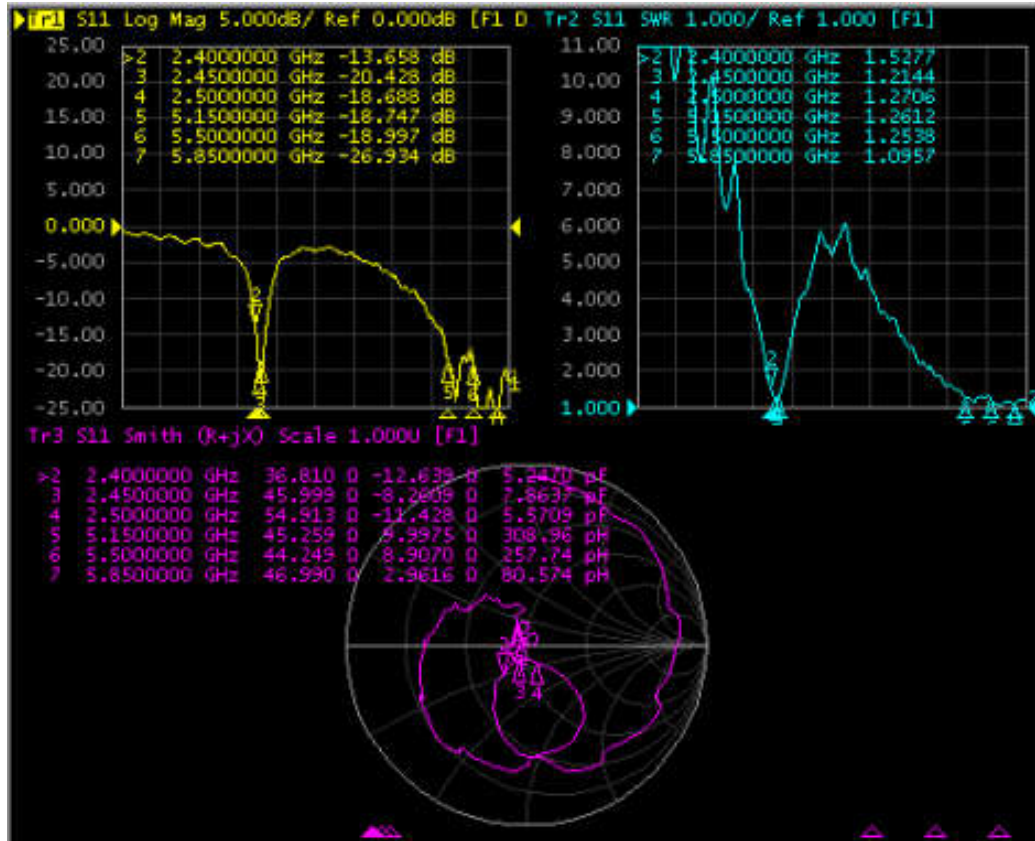 Tr1 S11 Log Mag 5.000dB/ Ref 0.000dB [F1 D
Tr2 S11 SWR 1.000/ Ref 1.000 [F1]
25.00
20.00
15.00
10.00
5.000
0.000
-5.000
-10.00
-15.00
-20.00
-25.00
>2 2.4000000 GHz -13.658 dB
3 2.4500000 GHz -20.428 dB
4 2.5000000 GHz -18.688 dB
5 5.1500000 GHz -18.747 dB
6 5.5000000 GHz -18.997 dB
7 5.8500000 GHz -26.934 dB
11.00
10.00
9.000
8.000
7.000
6.000
5.000
4.000
3.000
2.000
1.000
>2 2.4000000 GHz 1.5277
3 2.4500000 GHz 1.2144
4 2.5000000 GHz 1.2706
5 5.1500000 GHz 1.2612
6 5.5000000 GHz 1.2538
7 5.8500000 GHz 1.0957
Tr3 S11 Smith (R+jX) Scale 1.000U [F1]
>2 2.4000000 GHz 36.810 Ω -12.639 Ω 5.2470 pF
3 2.4500000 GHz 45.999 Ω -8.2609 Ω 7.8637 pF
4 2.5000000 GHz 54.913 Ω -11.428 Ω 5.5709 pF
5 5.1500000 GHz 45.259 Ω 9.9975 Ω 308.96 pH
6 5.5000000 GHz 44.249 Ω 8.9070 Ω 257.74 pH
7 5.8500000 GHz 46.990 Ω 2.9616 Ω 80.574 pH